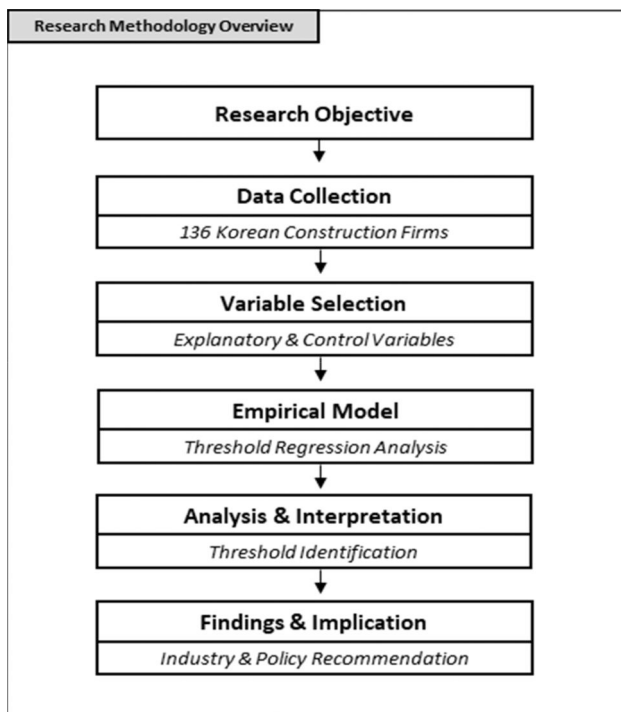 Research Methodology Overview
Research Objective
Data Collection
136 Korean Construction Firms
Variable Selection
Explanatory & Control Variables
Empirical Model
Threshold Regression Analysis
Analysis & Interpretation
Threshold Identification
Findings & Implication
Industry & Policy Recommendation